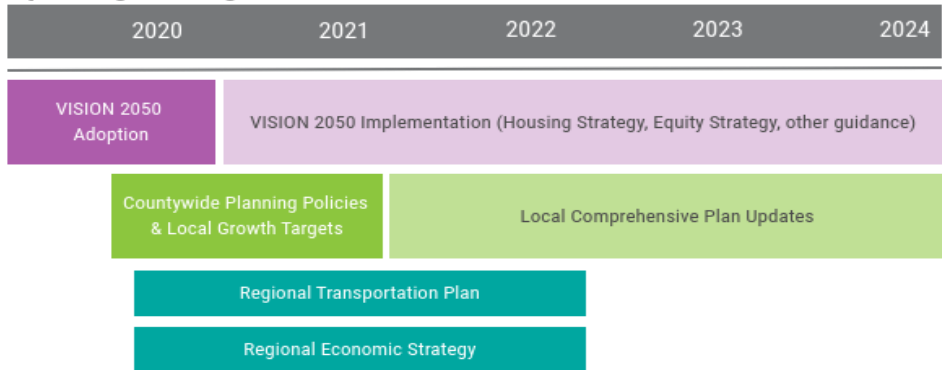 2020 2021 2022 2023 2024
VISION 2050
Adoption
VISION 2050 Implementation (Housing Strategy, Equity Strategy, other guidance)
Countywide Planning Policies
& Local Growth Targets
Local Comprehensive Plan Updates
Regional Transportation Plan
Regional Economic Strategy